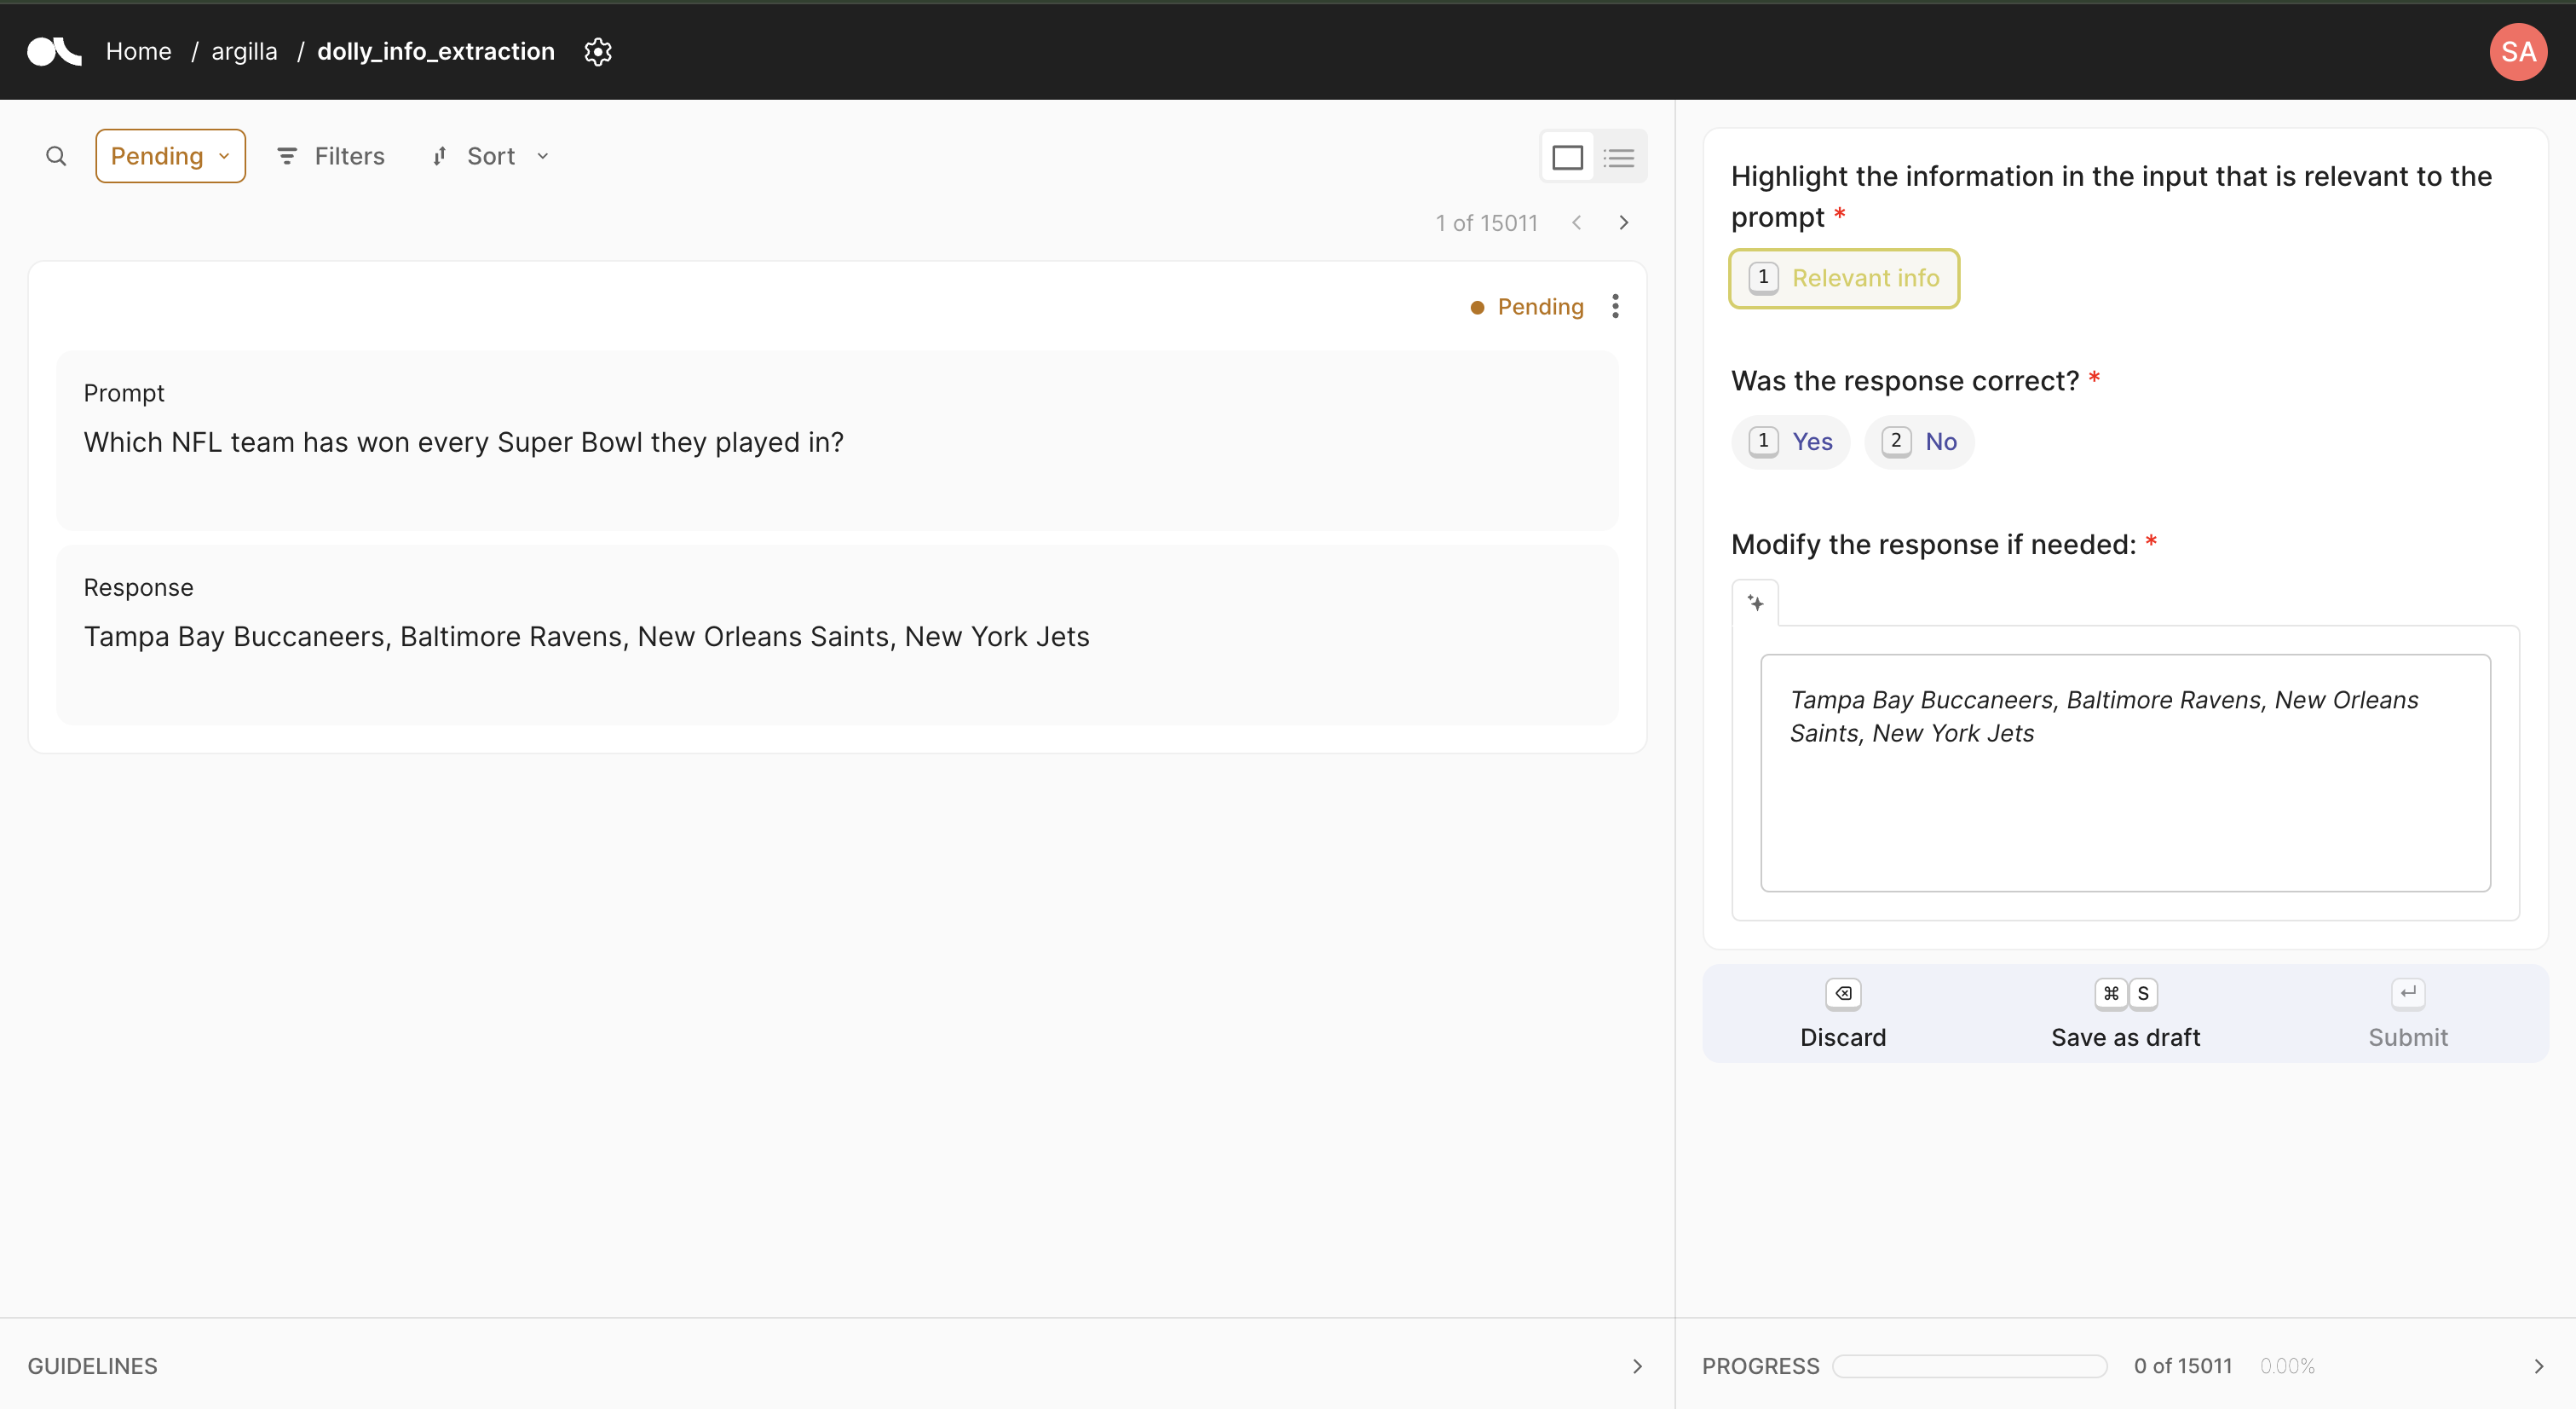 Home / argilla / dolly_info_extraction
SA
Pending
Filters
Sort
1 of 15011
Pending
Prompt
Which NFL team has won every Super Bowl they played in?
Response
Tampa Bay Buccaneers, Baltimore Ravens, New Orleans Saints, New York Jets
GUIDELINES
Highlight the information in the input that is relevant to the
prompt *
1 Relevant info
Was the response correct? *
1 Yes 2 No
Modify the response if needed: *
Tampa Bay Buccaneers, Baltimore Ravens, New Orleans
Saints, New York Jets
⌘ S
Discard Save as draft Submit
PROGRESS 0 of 15011 0.00%